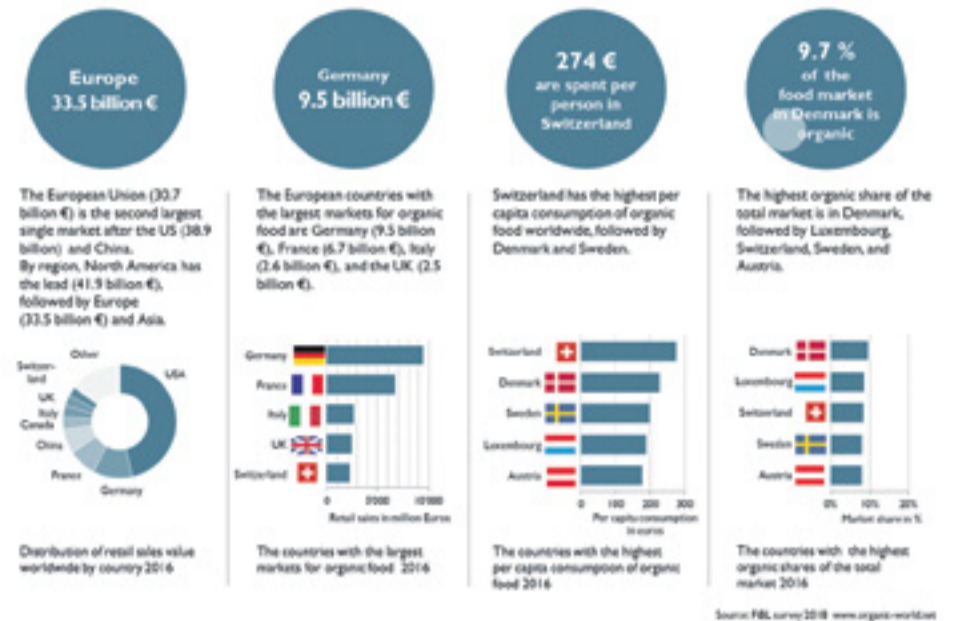 Europe
33.5 billion €
Germany
9.5 billion €
274 €
are spent per
person in
Switzerland
9.7 %
of the
food market
in Denmark is
organic
The European Union (30.7
billion €) is the second largest
single market after the US (38.9
billion) and China.
By region, North America has
the lead (41.9 billion €),
followed by Europe
(33.5 billion €) and Asia.
The European countries with
the largest markets for organic
food are Germany (9.5 billion
€), France (6.7 billion €), Italy
(2.6 billion €), and the UK (2.5
billion €).
Switzerland has the highest per
capita consumption of organic
food worldwide, followed by
Denmark and Sweden.
The highest organic share of the
total market is in Denmark,
followed by Luxembourg,
Switzerland, Sweden, and
Austria.
Other
Switzer-
land
UK
Italy
Canada
China
France
Germany
USA
Germany
France
Italy
UK
Switzerland
0 5'000 10'000
Retail sales in million Euros
Switzerland
Denmark
Sweden
Luxembourg
Austria
0 100 200 300
Per capita consumption
in euros
Denmark
Luxembourg
Switzerland
Sweden
Austria
0% 10% 20%
Market share in %
Distribution of retail sales value
worldwide by country 2016
The countries with the largest
markets for organic food 2016
The countries with the highest
per capita consumption of organic
food 2016
The countries with the highest
organic shares of the total
market 2016
Source: FiBL survey 2018 www.organic-world.net